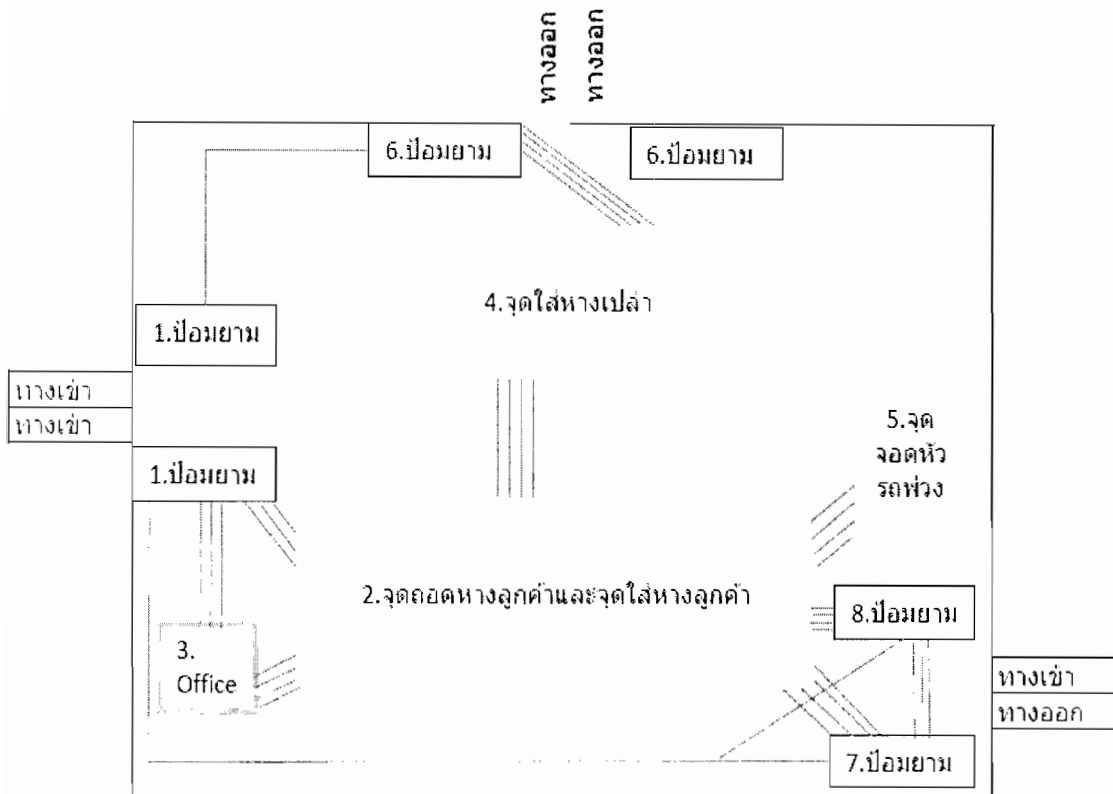 ทางออก
ทางออก
6.ป้อมยาม
6.ป้อมยาม
4.จุดใส่หางเปล่า
1.ป้อมยาม
ทางเข้า
ทางเข้า
5.จุด
จอดหัว
รถพ่วง
1.ป้อมยาม
2.จุดถอดหางลูกค้าและจุดใส่หางลูกค้า
8.ป้อมยาม
3.
Office
ทางเข้า
ทางออก
7.ป้อมยาม